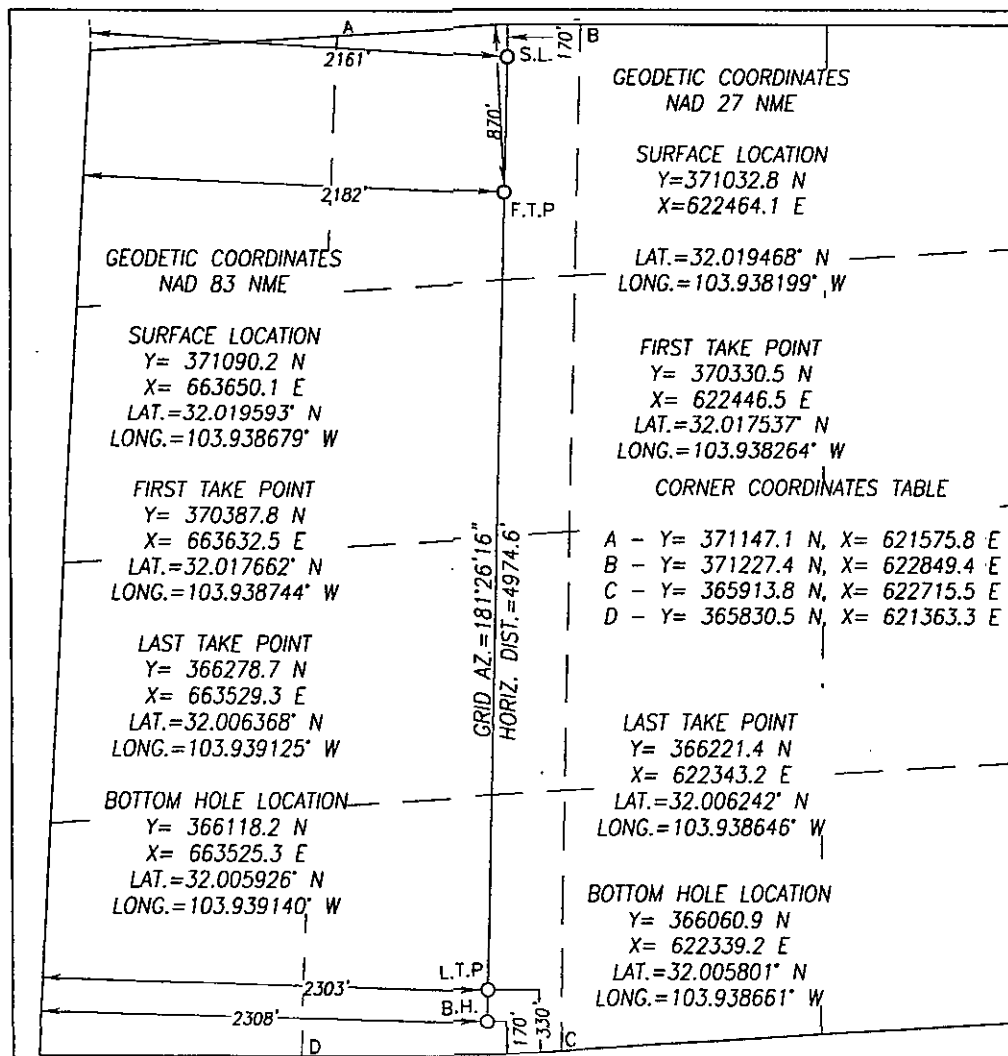 A
2161'
S.L.
170'
B
870'
2182'
F.T.P
GEODETIC COORDINATES
NAD 83 NME
SURFACE LOCATION
Y= 371090.2 N
X= 663650.1 E
LAT.=32.019593° N
LONG.=103.938679° W
FIRST TAKE POINT
Y= 370387.8 N
X= 663632.5 E
LAT.=32.017662° N
LONG.=103.938744° W
LAST TAKE POINT
Y= 366278.7 N
X= 663529.3 E
LAT.=32.006368° N
LONG.=103.939125° W
BOTTOM HOLE LOCATION
Y= 366118.2 N
X= 663525.3 E
LAT.=32.005926° N
LONG.=103.939140° W
GRID AZ.=181°26'16"
HORIZ. DIST.=4974.6'
GEODETIC COORDINATES
NAD 27 NME
SURFACE LOCATION
Y=371032.8 N
X=622464.1 E
LAT.=32.019468° N
LONG.=103.938199° W
FIRST TAKE POINT
Y= 370330.5 N
X= 622446.5 E
LAT.=32.017537° N
LONG.=103.938264° W
CORNER COORDINATES TABLE
A - Y= 371147.1 N, X= 621575.8 E
B - Y= 371227.4 N, X= 622849.4 E
C - Y= 365913.8 N, X= 622715.5 E
D - Y= 365830.5 N, X= 621363.3 E
LAST TAKE POINT
Y= 366221.4 N
X= 622343.2 E
LAT.=32.006242° N
LONG.=103.938646° W
BOTTOM HOLE LOCATION
Y= 366060.9 N
X= 622339.2 E
LAT.=32.005801° N
LONG.=103.938661° W
L.T.P
2303'
B.H.
2308'
170'
330'
D
C